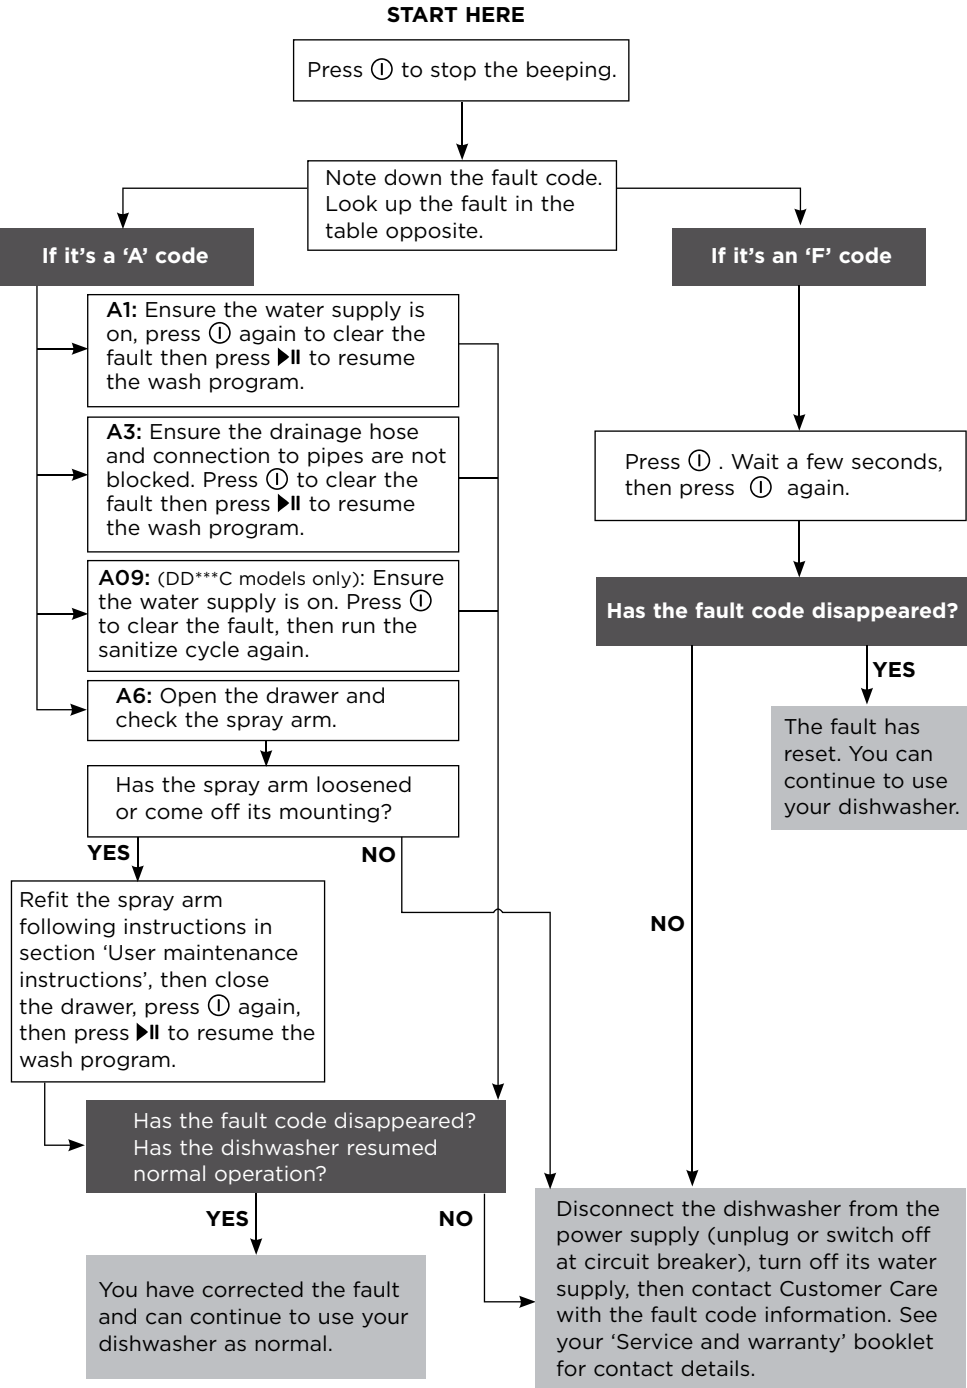 START HERE
Press Ⓘ to stop the beeping.
Note down the fault code.
Look up the fault in the
table opposite.
If it's a ‘A’ code
A1: Ensure the water supply is
on, press Ⓘ again to clear the
fault then press ▶II to resume
the wash program.
A3: Ensure the drainage hose
and connection to pipes are not
blocked. Press Ⓘ to clear the
fault then press ▶II to resume
the wash program.
A09: (DD***C models only): Ensure
the water supply is on. Press Ⓘ
to clear the fault, then run the
sanitize cycle again.
A6: Open the drawer and
check the spray arm.
Has the spray arm loosened
or come off its mounting?
YES
NO
Refit the spray arm
following instructions in
section ‘User maintenance
instructions’, then close
the drawer, press Ⓘ again,
then press ▶II to resume the
wash program.
Has the fault code disappeared?
Has the dishwasher resumed
normal operation?
YES
NO
You have corrected the fault
and can continue to use your
dishwasher as normal.
If it's an ‘F’ code
Press Ⓘ . Wait a few seconds,
then press Ⓘ again.
Has the fault code disappeared?
YES
The fault has
reset. You can
continue to use
your dishwasher.
NO
Disconnect the dishwasher from the
power supply (unplug or switch off
at circuit breaker), turn off its water
supply, then contact Customer Care
with the fault code information. See
your ‘Service and warranty’ booklet
for contact details.